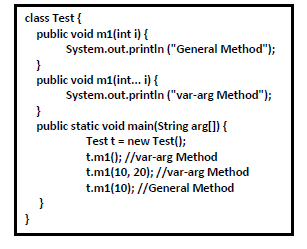 class Test {
public void m1(int i) {
System.out.println ("General Method");
}
public void m1(int... i) {
System.out.println ("var-arg Method");
}
public static void main(String arg[]) {
Test t = new Test();
t.m1(); //var-arg Method
t.m1(10, 20); //var-arg Method
t.m1(10); //General Method
}
}